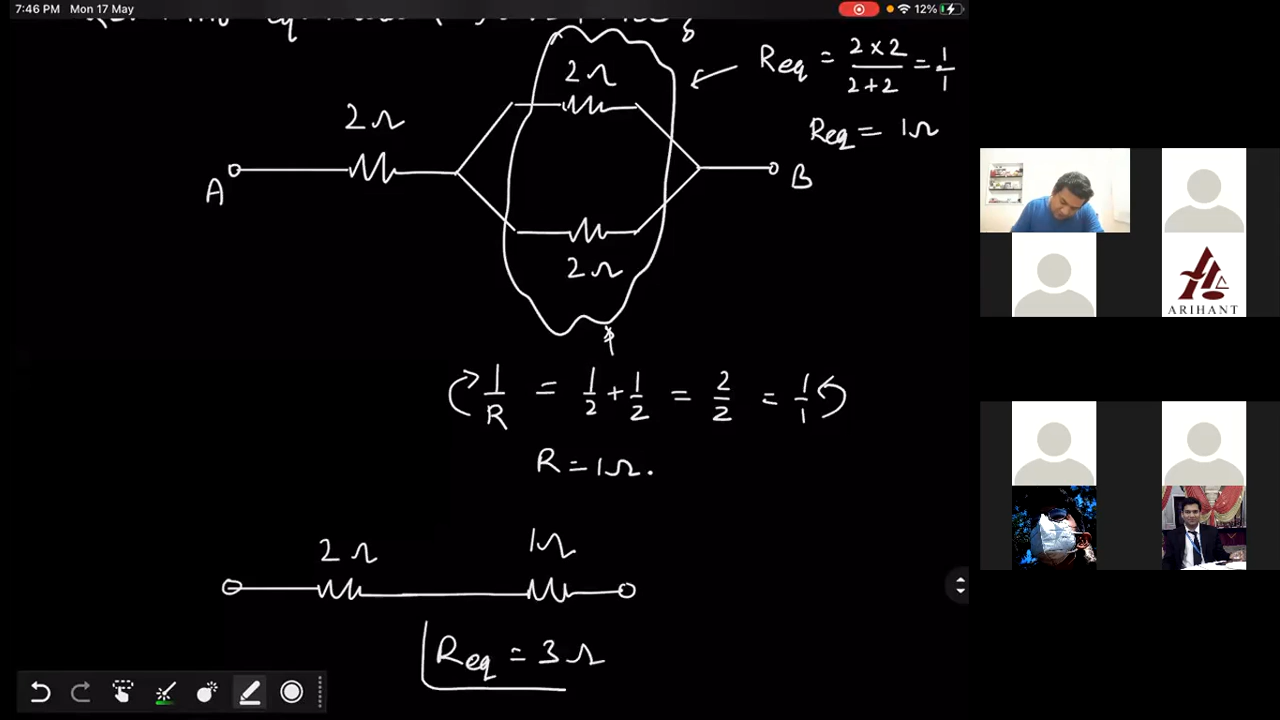 7:46 PM Mon 17 May
12%
2Ω
2Ω
A
B
2Ω
Req = 2×2/2+2 = 1/1
Req = 1Ω
1/R = 1/2 + 1/2 = 2/2 = 1/1
R = 1Ω.
2Ω
1Ω
Req = 3Ω
ARIHANT